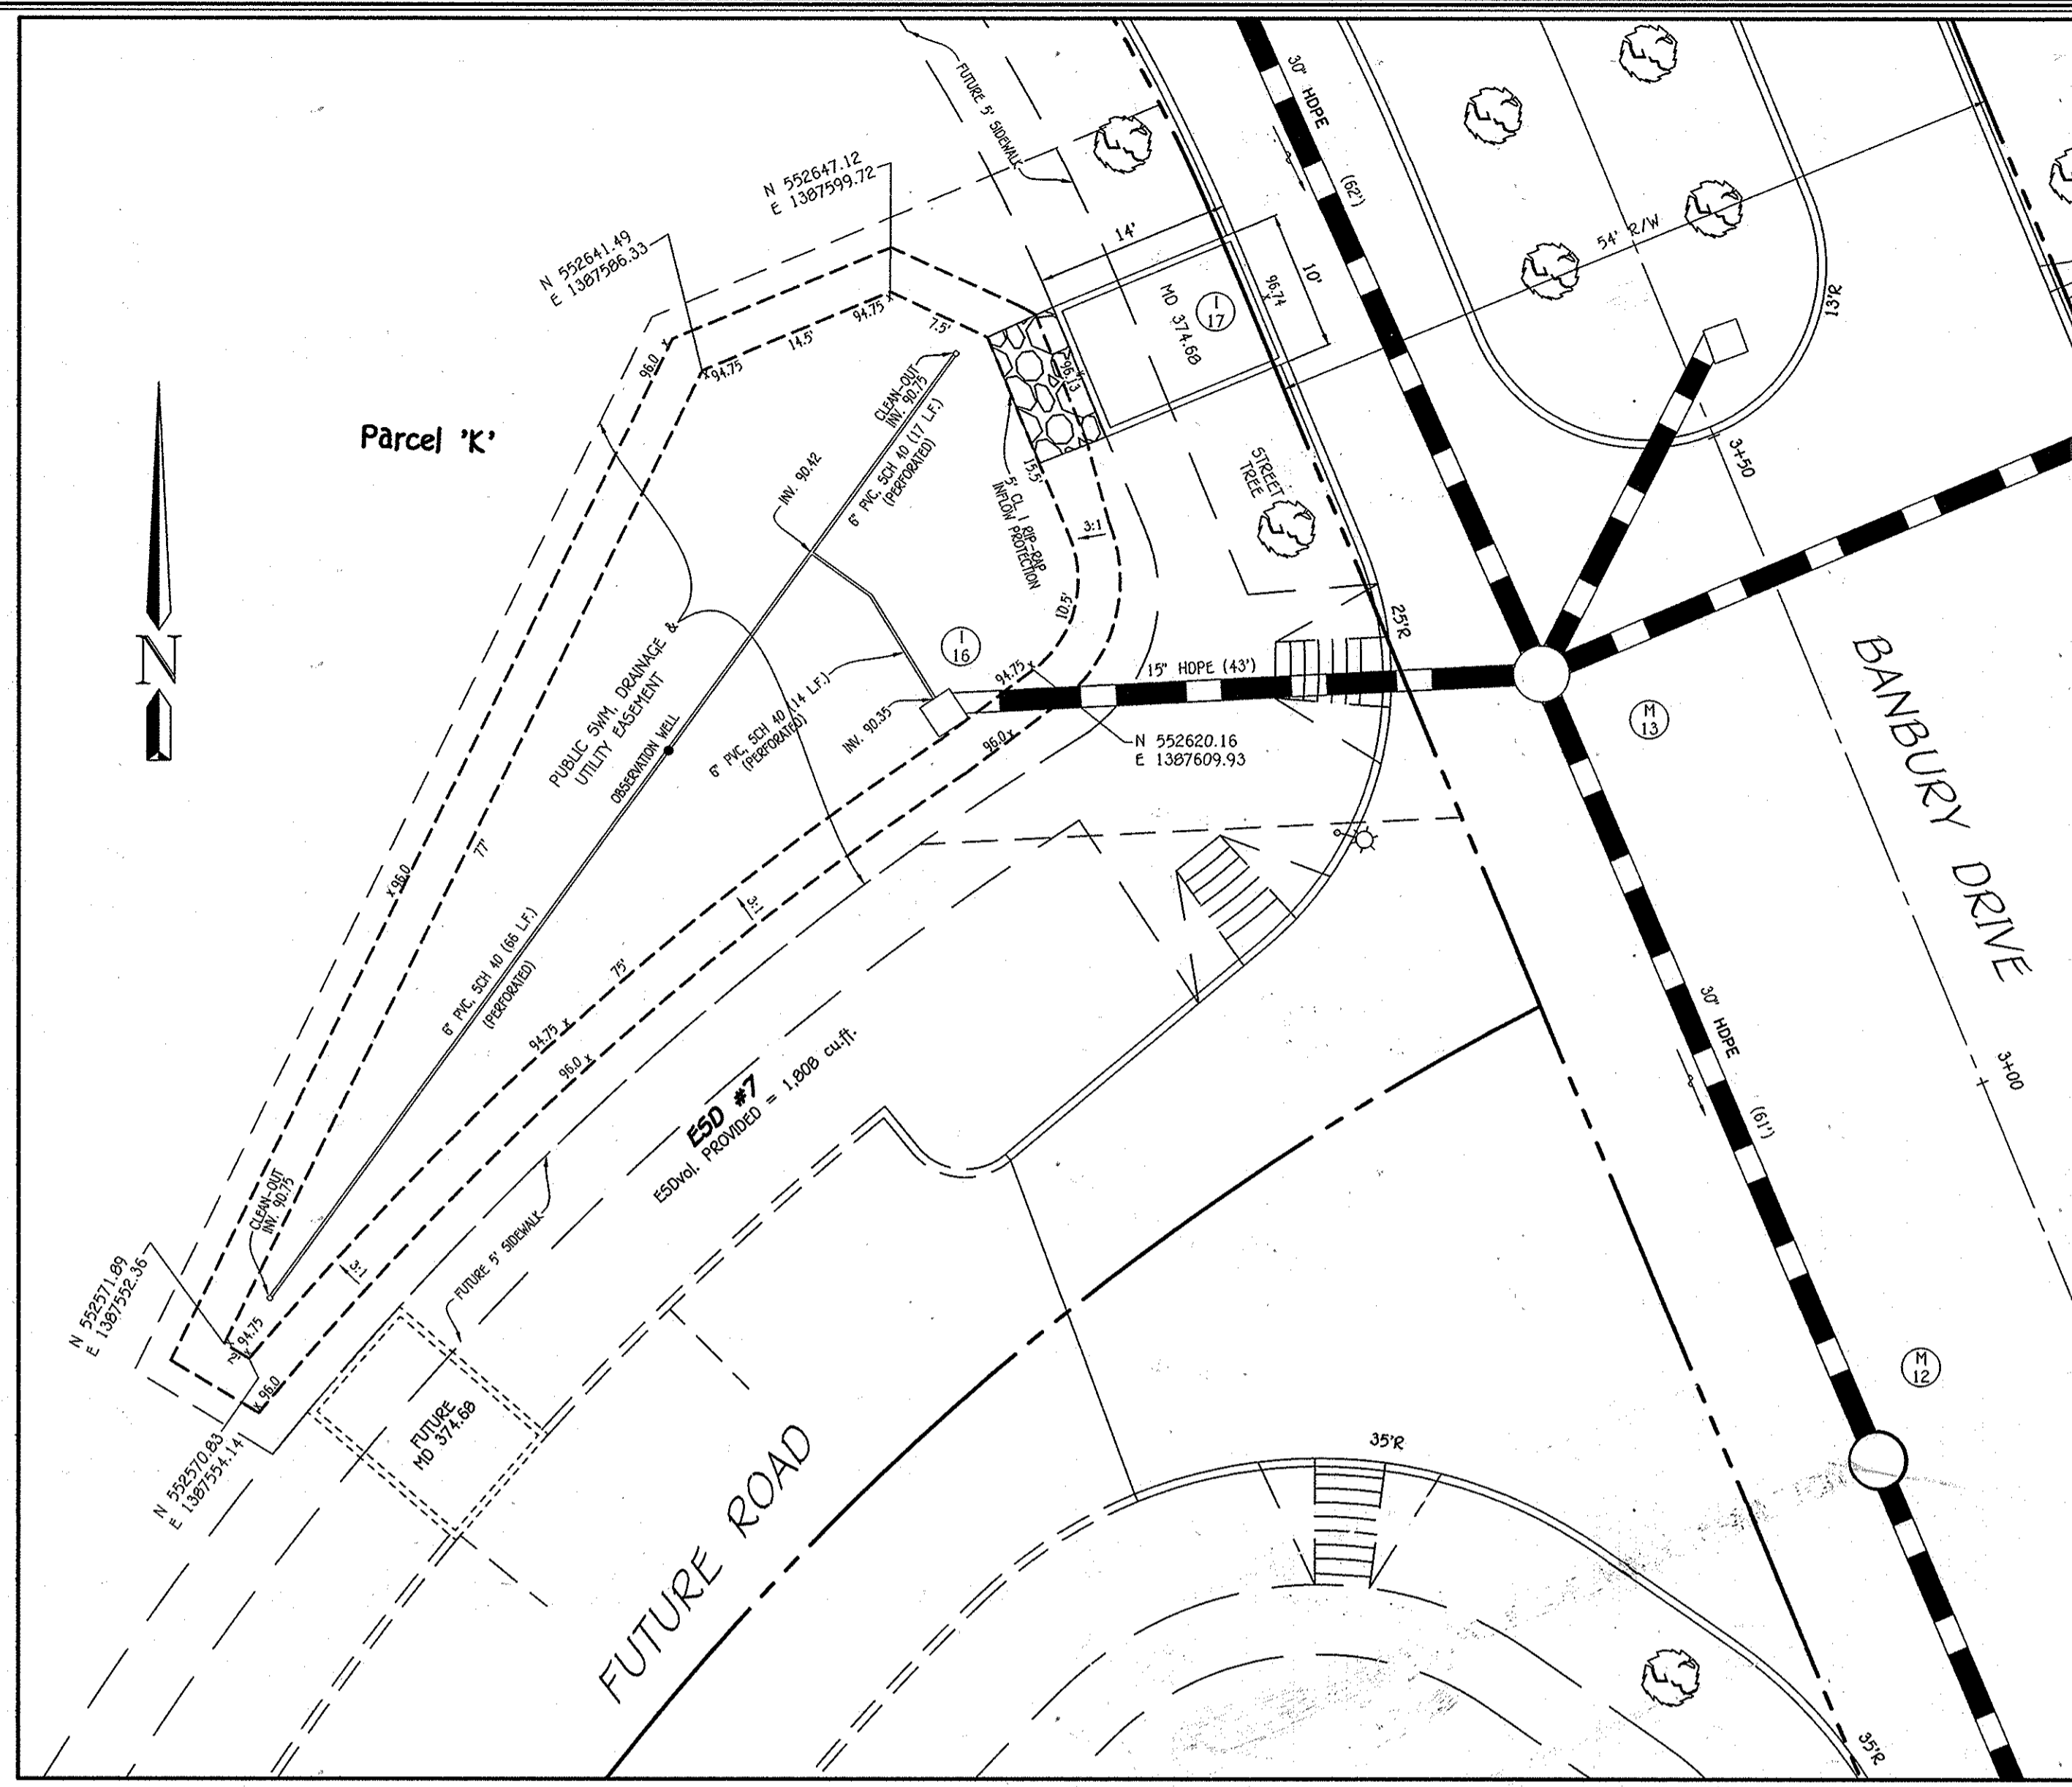 FUTURE 5' SIDEWALK
30" HDPE
(62')
N 552647.12
E 1387599.72
N 552641.49
E 1387586.33
14'
54' R/W
10'
96.74
MD 374.68
I
17
13'R
96.0
94.75
14.5'
94.75
7.5'
96.13
CLEAN-OUT
INV. 90.75
6" PVC, SCH 40 (17 L.F.)
(PERFORATED)
Parcel 'K'
3+50
INV. 90.42
15.5'
5' CL. I RIP-RAP
INFLOW PROTECTION
STREET
TREE
3:1
10.5'
25'R
N
I
16
94.75
15" HDPE (43')
PUBLIC SWM, DRAINAGE &
UTILITY EASEMENT
OBSERVATION WELL
6" PVC, SCH 40 (14 L.F.)
(PERFORATED)
INV. 90.35
96.0
N 552620.16
E 1387609.93
M
13
BANBURY DRIVE
77'
96.0
3:1
6" PVC, SCH 40 (66 L.F.)
(PERFORATED)
75'
94.75
96.0
30" HDPE
(61')
3+00
ESD #7
ESDvol. PROVIDED = 1,808 cu.ft.
CLEAN-OUT
INV. 90.75
FUTURE 5' SIDEWALK
3:1
N 552571.89
E 1387552.36
94.75
2'
96.0
N 552570.83
E 1387554.14
FUTURE
MD 374.68
M
12
FUTURE ROAD
35'R
35'R